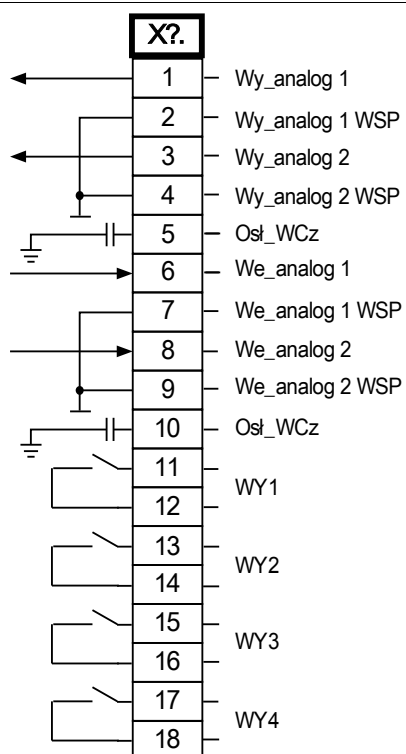 X?.
1 Wy_analog 1
2 Wy_analog 1 WSP
3 Wy_analog 2
4 Wy_analog 2 WSP
5 Osł_WCz
6 We_analog 1
7 We_analog 1 WSP
8 We_analog 2
9 We_analog 2 WSP
10 Osł_WCz
11
WY1
12
13
WY2
14
15
WY3
16
17
WY4
18